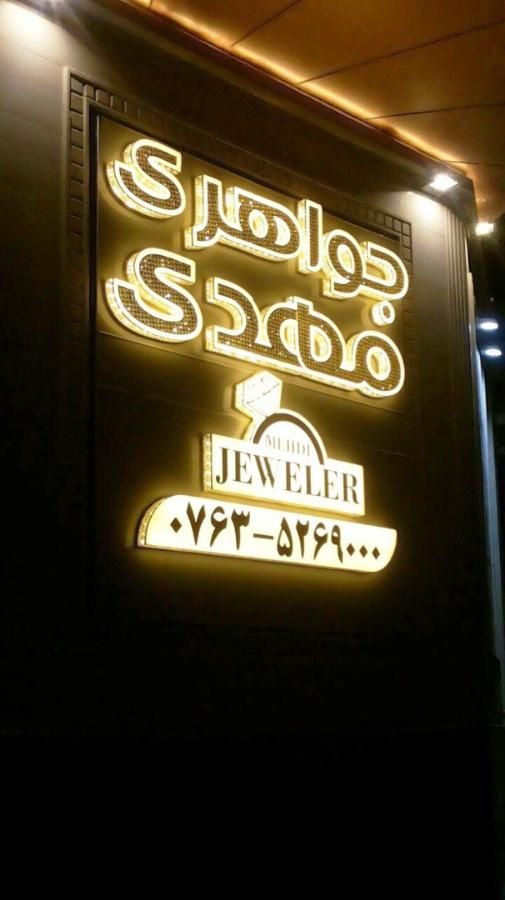 جواهری
مهدی
MEHDI
JEWELER
۰۷۶۳-۵۲۶۹۰۰۰